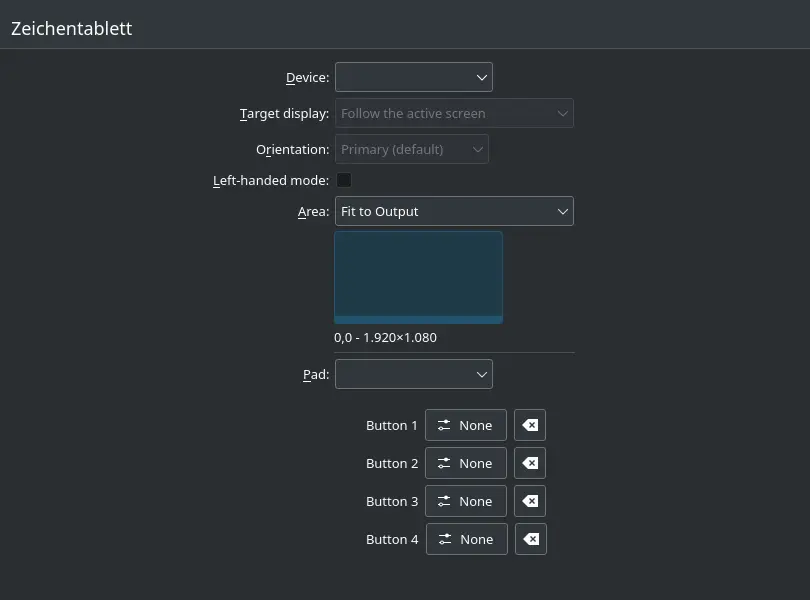 Zeichentablett
Device:
Target display: Follow the active screen
Orientation: Primary (default)
Left-handed mode:
Area: Fit to Output
0,0 - 1.920×1.080
Pad:
Button 1 None
Button 2 None
Button 3 None
Button 4 None